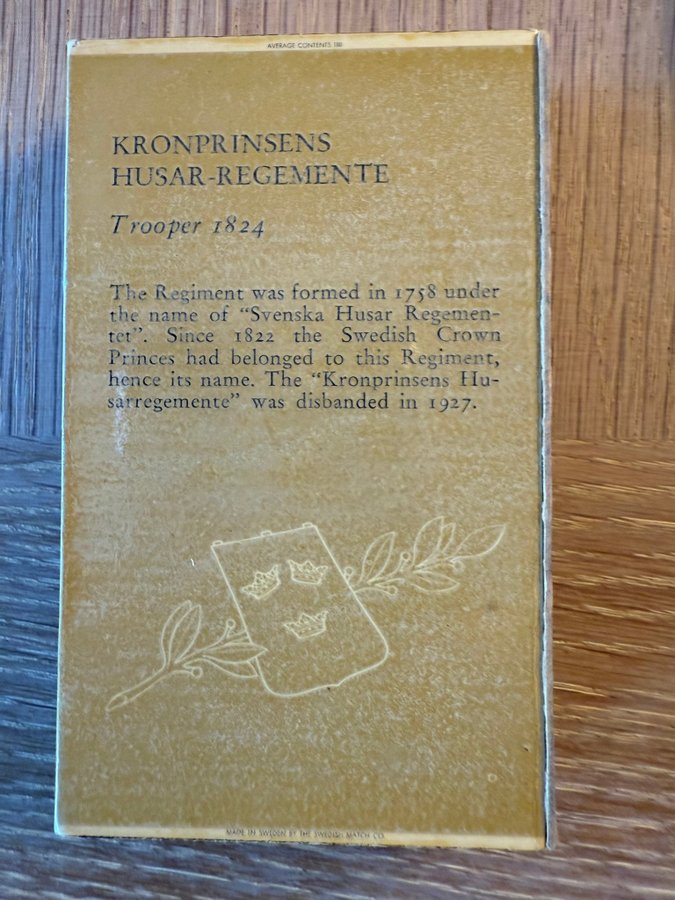 AVERAGE CONTENTS 180
KRONPRINSENS
HUSAR-REGEMENTE
Trooper 1824
The Regiment was formed in 1758 under
the name of “Svenska Husar Regemen-
tet”. Since 1822 the Swedish Crown
Princes had belonged to this Regiment,
hence its name. The “Kronprinsens Hu-
sarregemente” was disbanded in 1927.
MADE IN SWEDEN BY THE SWEDISH MATCH CO.